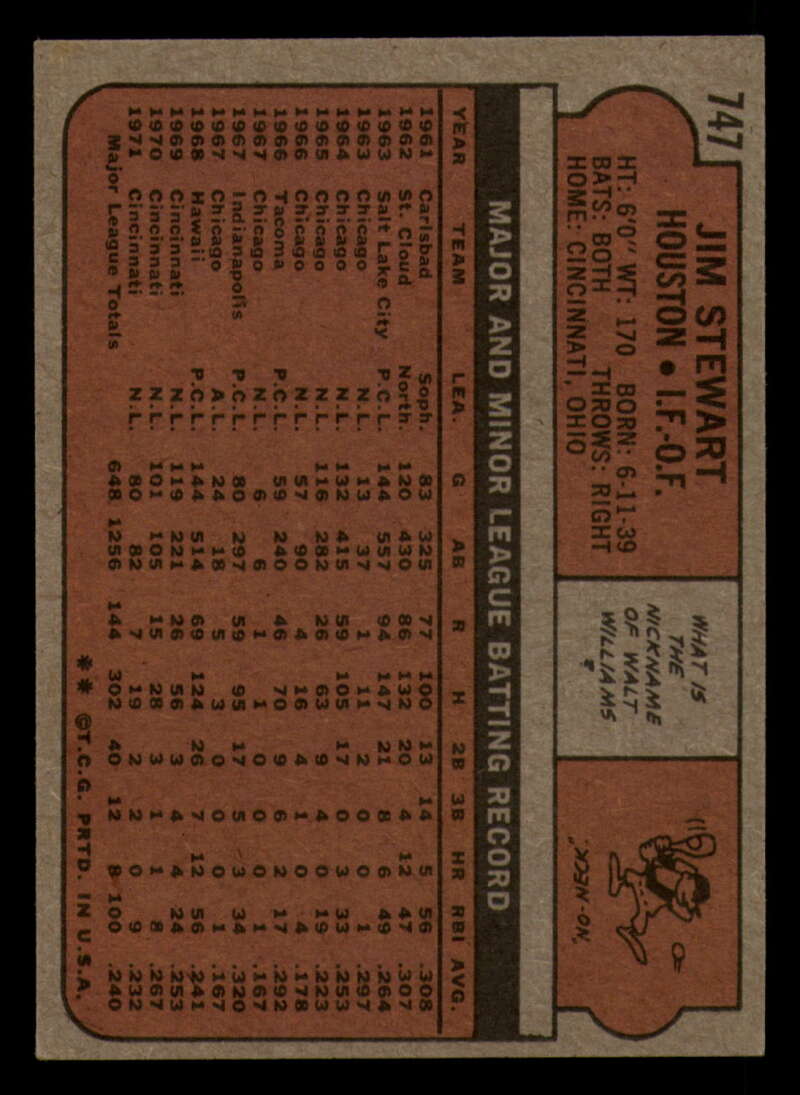 747
JIM STEWART
HOUSTON • I.F.-O.F.
HT: 6'0" WT: 170 BORN: 6-11-39
BATS: BOTH THROWS: RIGHT
HOME: CINCINNATI, OHIO
WHAT IS
THE
NICKNAME
OF WALT
WILLIAMS
?
"NO-NECK."
MAJOR AND MINOR LEAGUE BATTING RECORD
YEAR TEAM LEA. G AB R H 2B 3B HR RBI AVG.
1961 Carlsbad Soph. 83 325 77 100 13 14 5 56 .308
1962 St. Cloud North. 120 430 86 132 20 4 12 47 .307
1963 Salt Lake City P.C.L. 144 557 94 147 21 8 6 49 .264
1963 Chicago N.L. 13 37 1 11 2 0 0 1 .297
1964 Chicago N.L. 132 415 59 105 17 0 3 33 .253
1965 Chicago N.L. 116 282 26 63 9 4 0 19 .223
1966 Chicago N.L. 57 90 4 16 4 1 0 4 .178
1966 Tacoma P.C.L. 59 240 46 70 9 6 2 17 .292
1967 Chicago N.L. 6 6 1 1 0 0 0 1 .167
1967 Indianapolis P.C.L. 80 297 59 95 17 5 3 34 .320
1967 Chicago A.L. 24 18 5 3 0 0 0 1 .167
1968 Hawaii P.C.L. 144 514 69 124 26 7 12 56 .241
1969 Cincinnati N.L. 119 221 26 56 3 4 4 24 .253
1970 Cincinnati N.L. 101 105 15 28 3 1 1 8 .267
1971 Cincinnati N.L. 80 82 7 19 2 2 0 9 .232
Major League Totals 648 1256 144 302 40 12 8 100 .240
** ©T.C.G. PRTD. IN U.S.A.